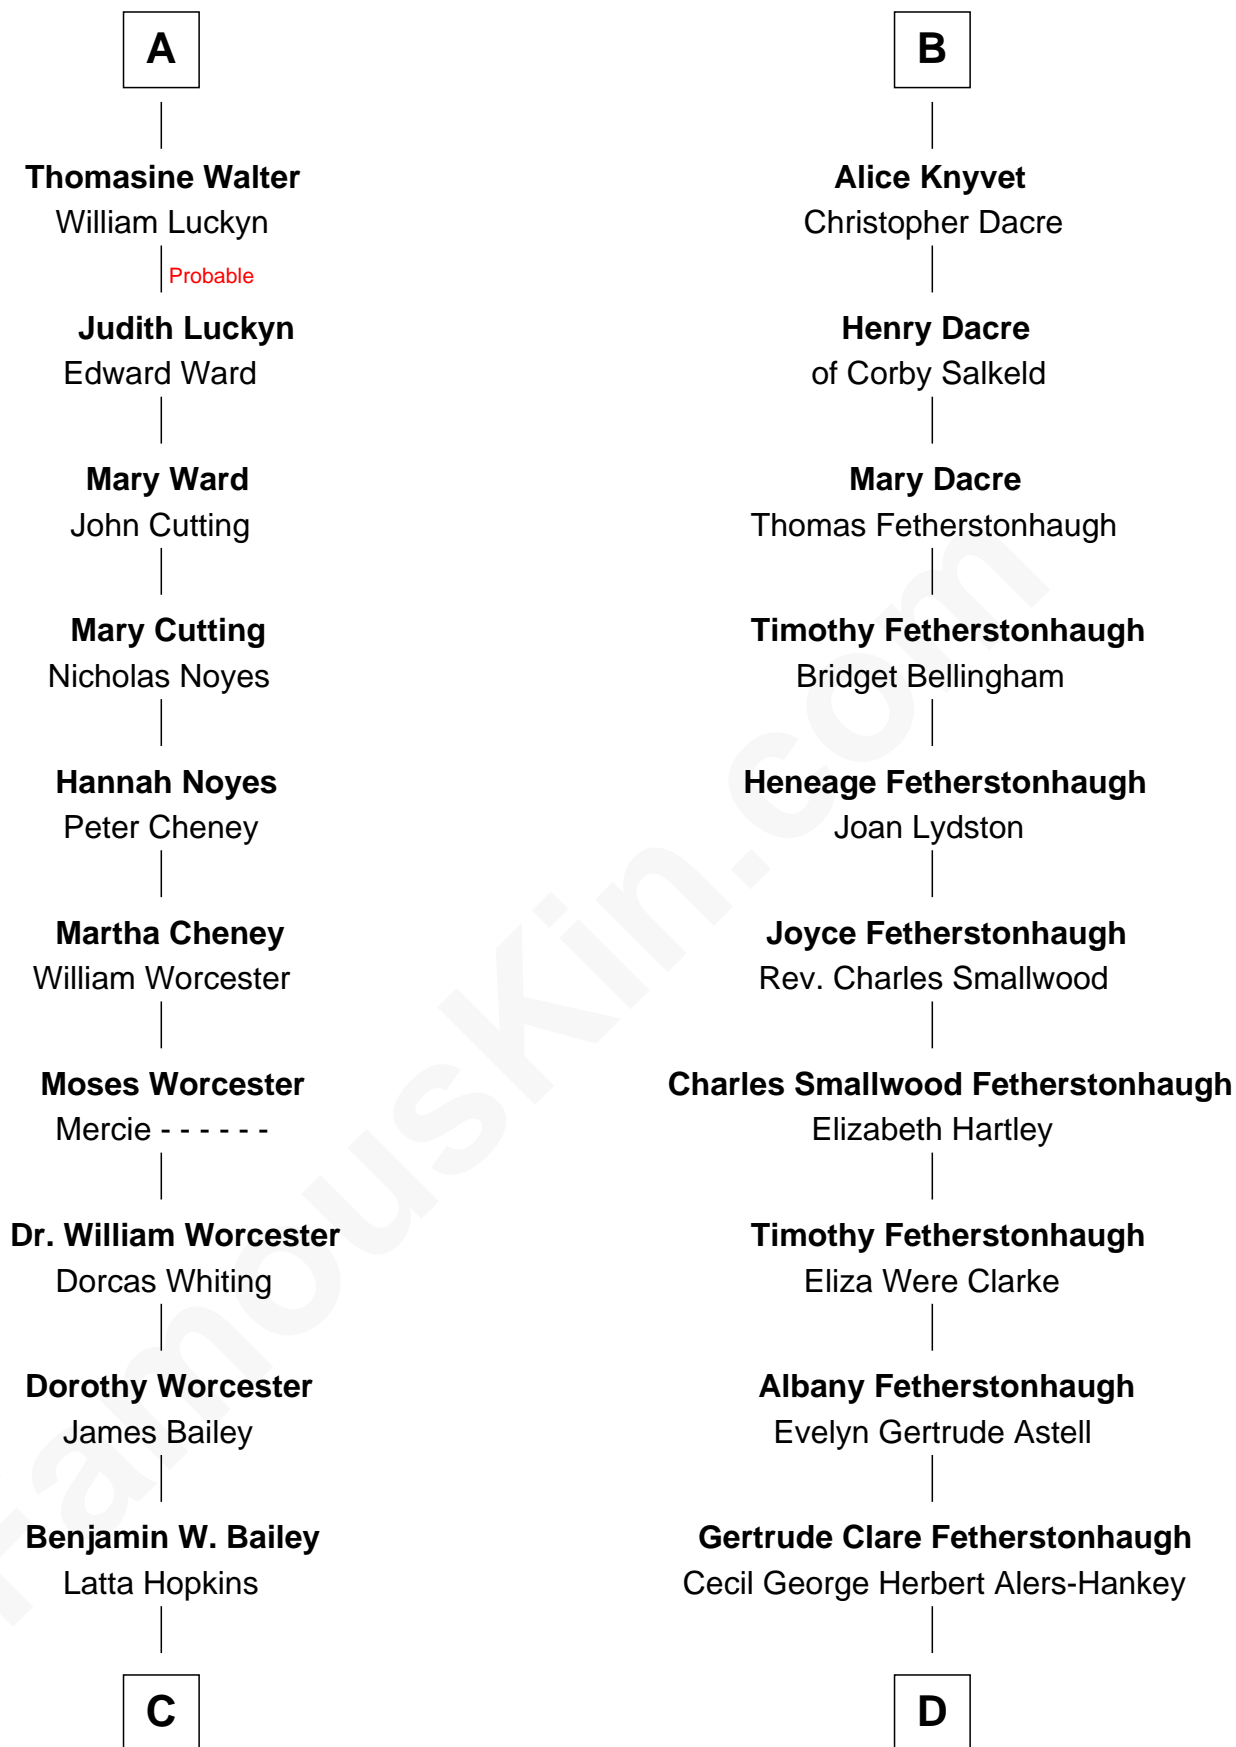 A
Thomasine Walter
William Luckyn
Probable
Judith Luckyn
Edward Ward
Mary Ward
John Cutting
Mary Cutting
Nicholas Noyes
Hannah Noyes
Peter Cheney
Martha Cheney
William Worcester
Moses Worcester
Mercie - - - - - -
Dr. William Worcester
Dorcas Whiting
Dorothy Worcester
James Bailey
Benjamin W. Bailey
Latta Hopkins
C
B
Alice Knyvet
Christopher Dacre
Henry Dacre
of Corby Salkeld
Mary Dacre
Thomas Fetherstonhaugh
Timothy Fetherstonhaugh
Bridget Bellingham
Heneage Fetherstonhaugh
Joan Lydston
Joyce Fetherstonhaugh
Rev. Charles Smallwood
Charles Smallwood Fetherstonhaugh
Elizabeth Hartley
Timothy Fetherstonhaugh
Eliza Were Clarke
Albany Fetherstonhaugh
Evelyn Gertrude Astell
Gertrude Clare Fetherstonhaugh
Cecil George Herbert Alers-Hankey
D
FamousKin.com